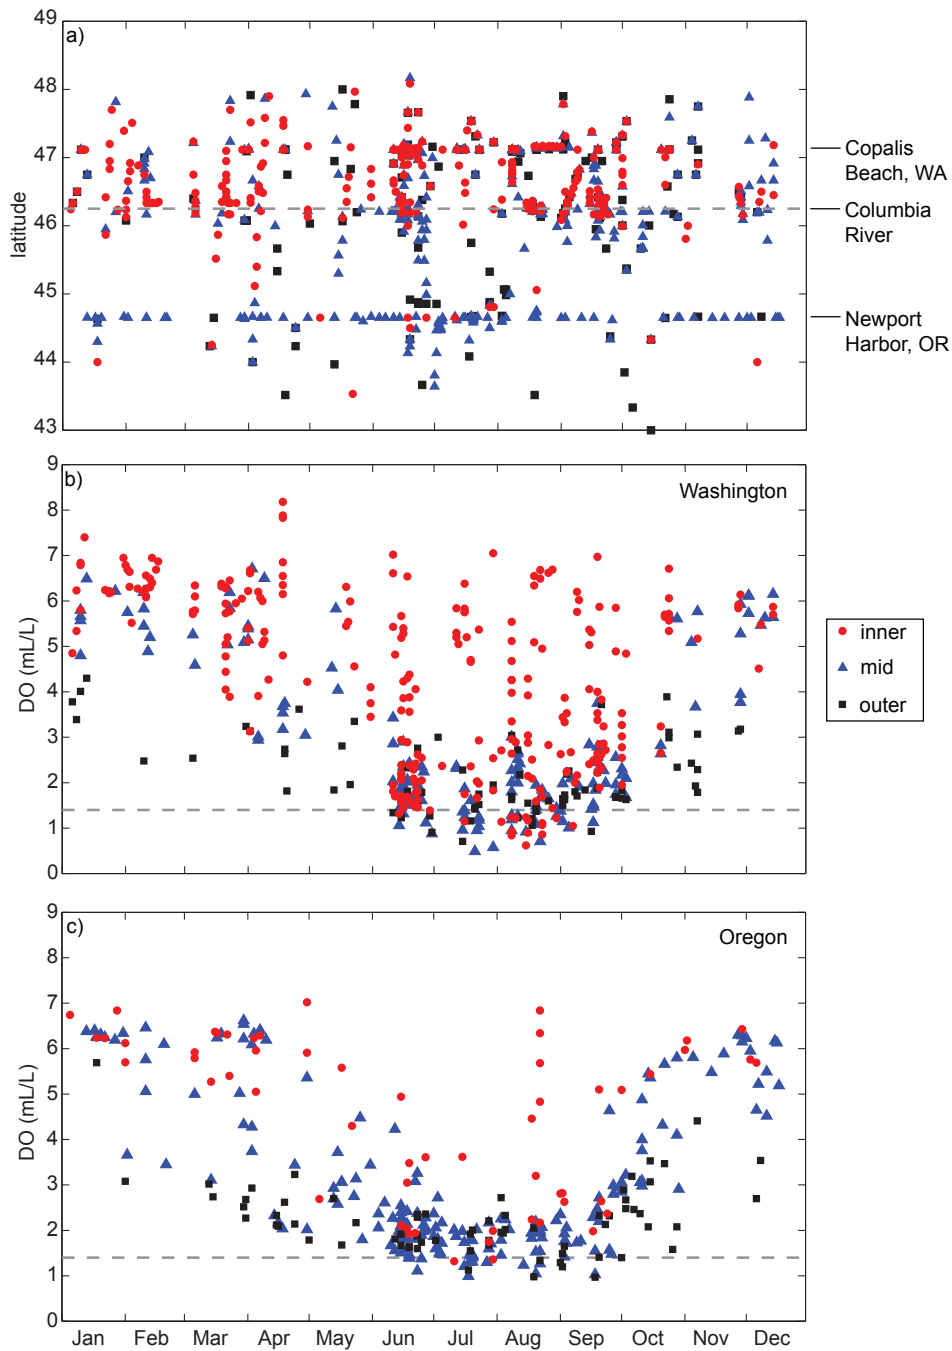 a)
49
48
47
46
45
44
43
latitude
Copalis
Beach, WA
Columbia
River
Newport
Harbor, OR
b)
Washington
9
8
7
6
5
4
3
2
1
0
DO (mL/L)
inner
mid
outer
c)
Oregon
9
8
7
6
5
4
3
2
1
0
DO (mL/L)
Jan Feb Mar Apr May Jun Jul Aug Sep Oct Nov Dec